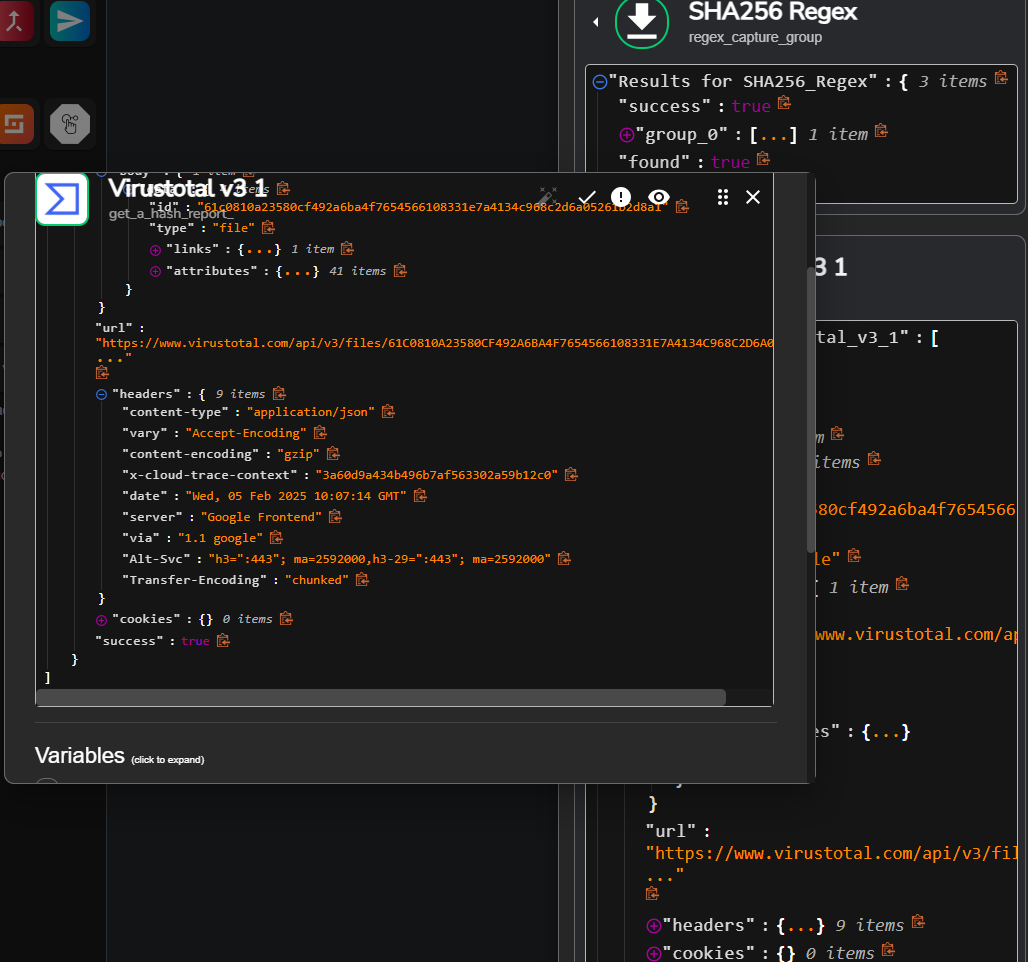 SHA256 Regex
regex_capture_group
"Results for SHA256_Regex" : { 3 items
"success" : true
"group_0" : [...] 1 item
"found" : true
Virustotal v3 1
get_a_hash_report_
"id" : "61c0810a23580cf492a6ba4f7654566108331e7a4134c968c2d6a05261b2d8a1"
"type" : "file"
"links" : {...} 1 item
"attributes" : {...} 41 items
}
}
"url" :
"https://www.virustotal.com/api/v3/files/61C0810A23580CF492A6BA4F7654566108331E7A4134C968C2D6A0
..."
"headers" : { 9 items
"content-type" : "application/json"
"vary" : "Accept-Encoding"
"content-encoding" : "gzip"
"x-cloud-trace-context" : "3a60d9a434b496b7af563302a59b12c0"
"date" : "Wed, 05 Feb 2025 10:07:14 GMT"
"server" : "Google Frontend"
"via" : "1.1 google"
"Alt-Svc" : "h3=":443"; ma=2592000,h3-29=":443"; ma=2592000"
"Transfer-Encoding" : "chunked"
}
"cookies" : {} 0 items
"success" : true
}
]
Variables (click to expand)
3 1
tal_v3_1" : [
m
items
580cf492a6ba4f7654566
le"
{ 1 item
www.virustotal.com/ap
es" : {...}
}
}
"url" :
"https://www.virustotal.com/api/v3/fil
..."
"headers" : {...} 9 items
"cookies" : {} 0 items